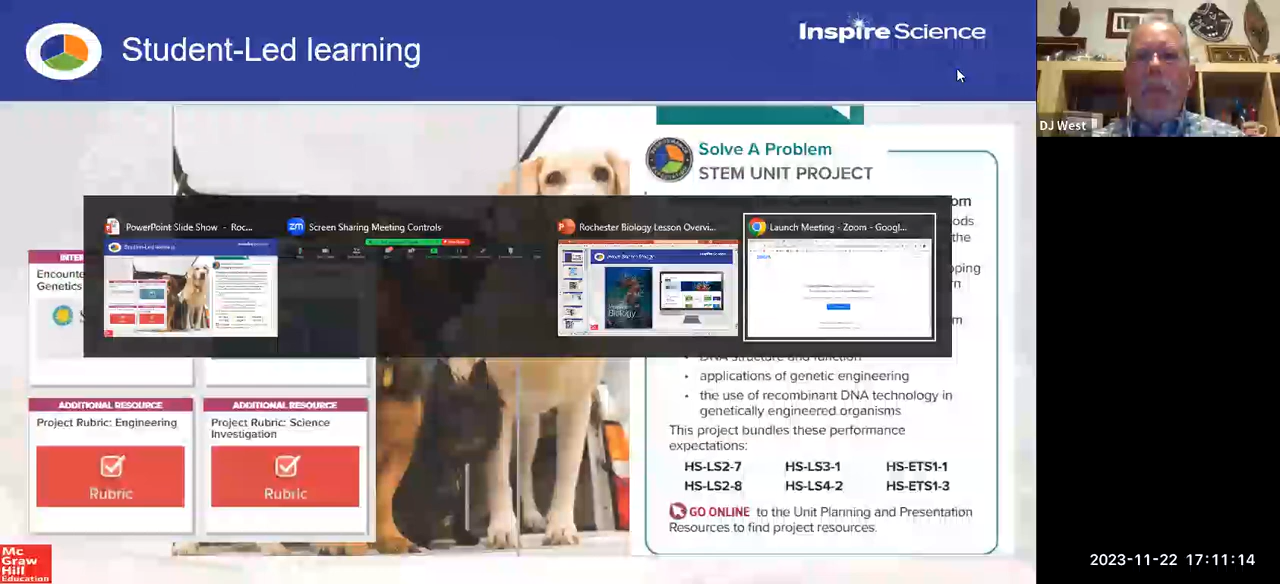 Student-Led learning
Inspire Science
DJ West
Solve A Problem
STEM UNIT PROJECT
PowerPoint Slide Show - Roc...
zm Screen Sharing Meeting Controls
Rochester Biology Lesson Overvi...
Launch Meeting - Zoom - Googl...
Encounte
Genetics
DNA structure and function
• applications of genetic engineering
• the use of recombinant DNA technology in
genetically engineered organisms
This project bundles these performance
expectations:
HS-LS2-7 HS-LS3-1 HS-ETS1-1
HS-LS2-8 HS-LS4-2 HS-ETS1-3
GO ONLINE to the Unit Planning and Presentation
Resources to find project resources.
ADDITIONAL RESOURCE
Project Rubric: Engineering
Rubric
ADDITIONAL RESOURCE
Project Rubric: Science
Investigation
Rubric
Mc
Graw
Hill
Education
2023-11-22 17:11:14